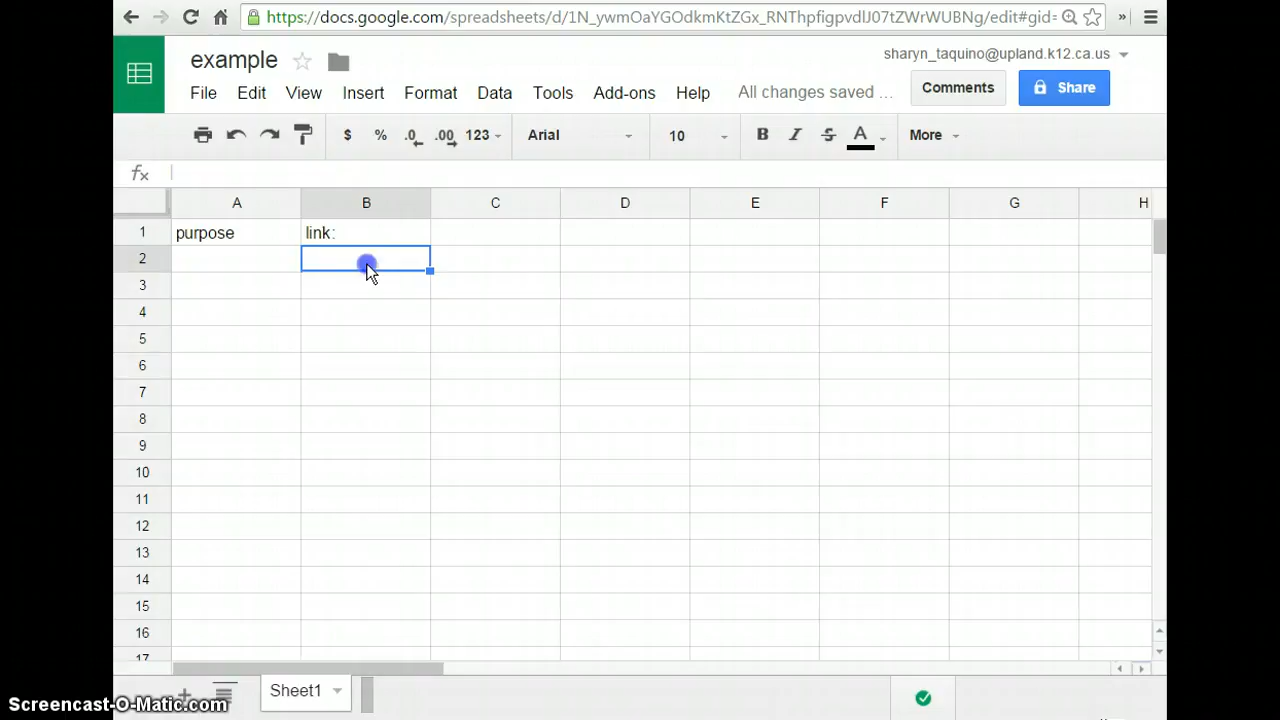 https://docs.google.com/spreadsheets/d/1N_ywmOaYGOdkmKtZGx_RNThpfigpvdlJ07tZWrWUBNg/edit#gid= »
example
sharyn_taquino@upland.k12.ca.us
File Edit View Insert Format Data Tools Add-ons Help All changes saved ... Comments Share
$ % .0 .00 123 Arial 10 B I S A More
fx
A B C D E F G H
1 purpose link:
2
3
4
5
6
7
8
9
10
11
12
13
14
15
16
17
Sheet1
Screencast-O-Matic.com